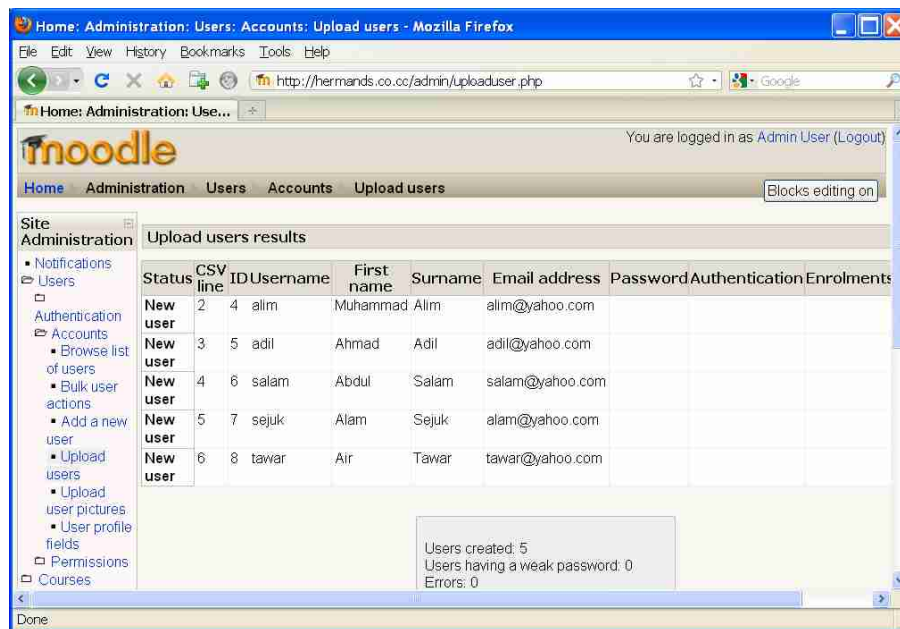 Home: Administration: Users: Accounts: Upload users - Mozilla Firefox
File Edit View History Bookmarks Tools Help
http://hermands.co.cc/admin/uploaduser.php
Google
Home: Administration: Use...
moodle
You are logged in as Admin User (Logout)
Home Administration Users Accounts Upload users
Blocks editing on
Site
Administration
Notifications
Users
Authentication
Accounts
Browse list
of users
Bulk user
actions
Add a new
user
Upload
users
Upload
user pictures
User profile
fields
Permissions
Courses
Upload users results
Status CSV line ID Username First name Surname Email address Password Authentication Enrolments
New user 2 4 alim Muhammad Alim alim@yahoo.com
New user 3 5 adil Ahmad Adil adil@yahoo.com
New user 4 6 salam Abdul Salam salam@yahoo.com
New user 5 7 sejuk Alam Sejuk alam@yahoo.com
New user 6 8 tawar Air Tawar tawar@yahoo.com
Users created: 5
Users having a weak password: 0
Errors: 0
Done